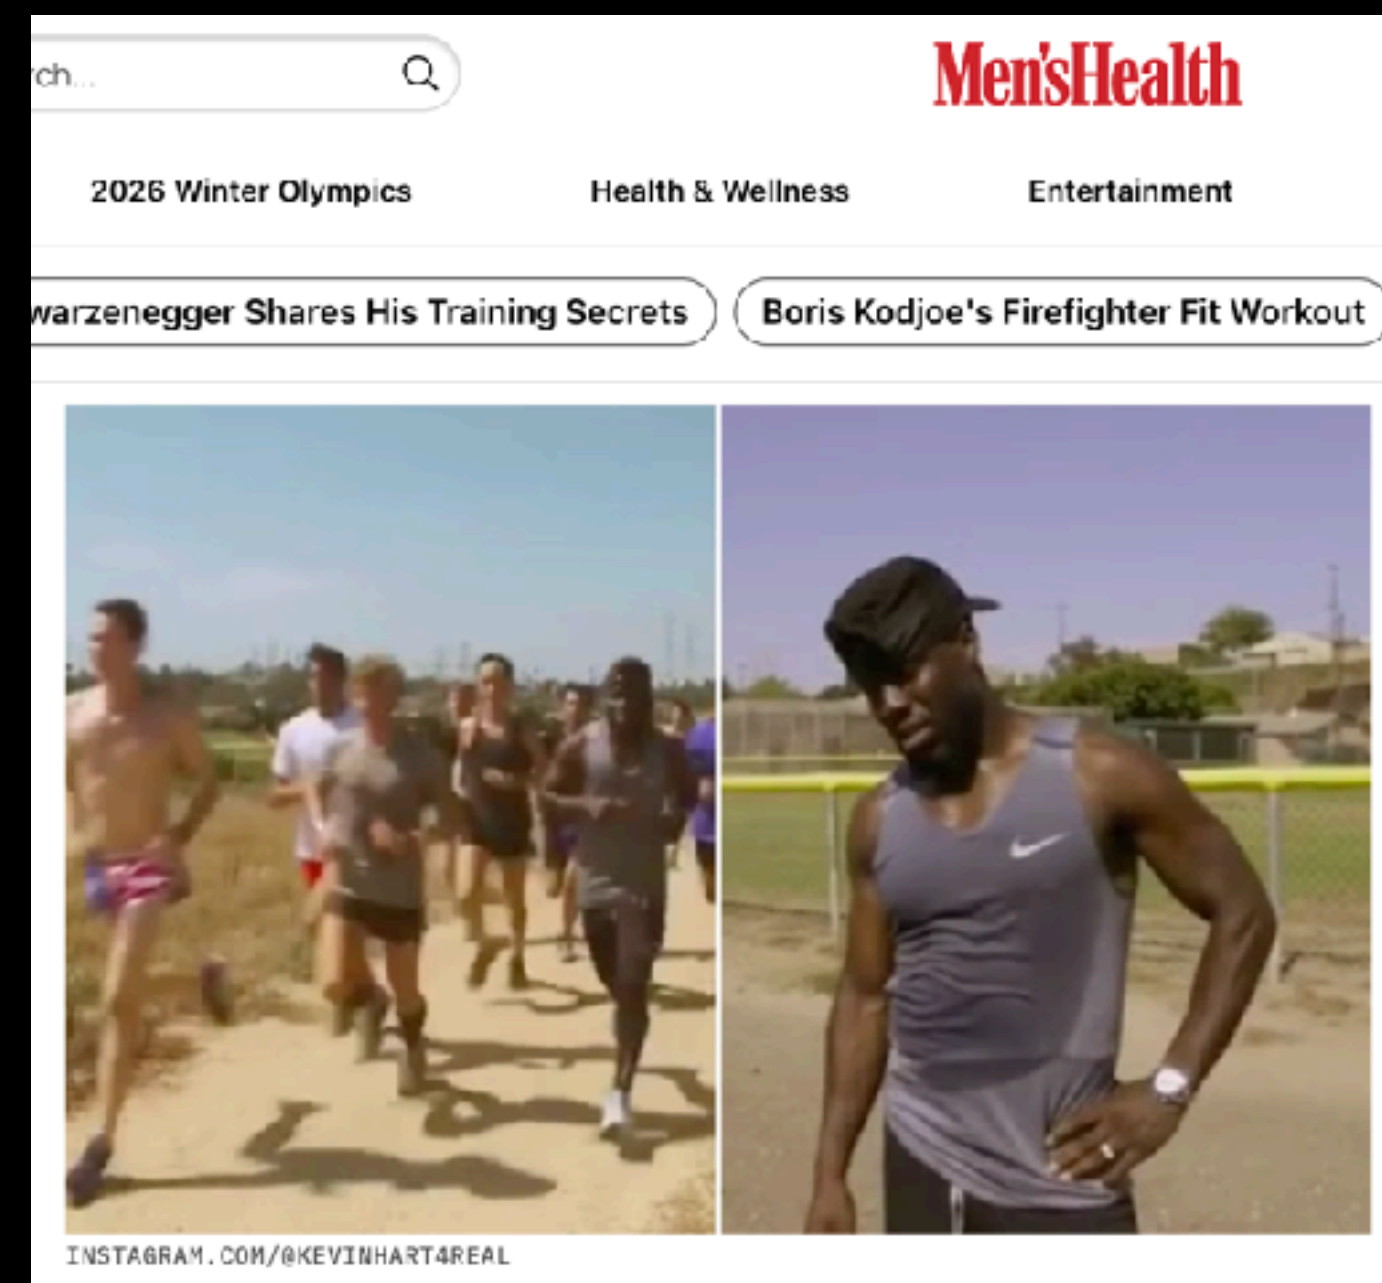 rch...
Men'sHealth
2026 Winter Olympics Health & Wellness Entertainment
warzenegger Shares His Training Secrets Boris Kodjoe's Firefighter Fit Workout
INSTAGRAM.COM/@KEVINHART4REAL